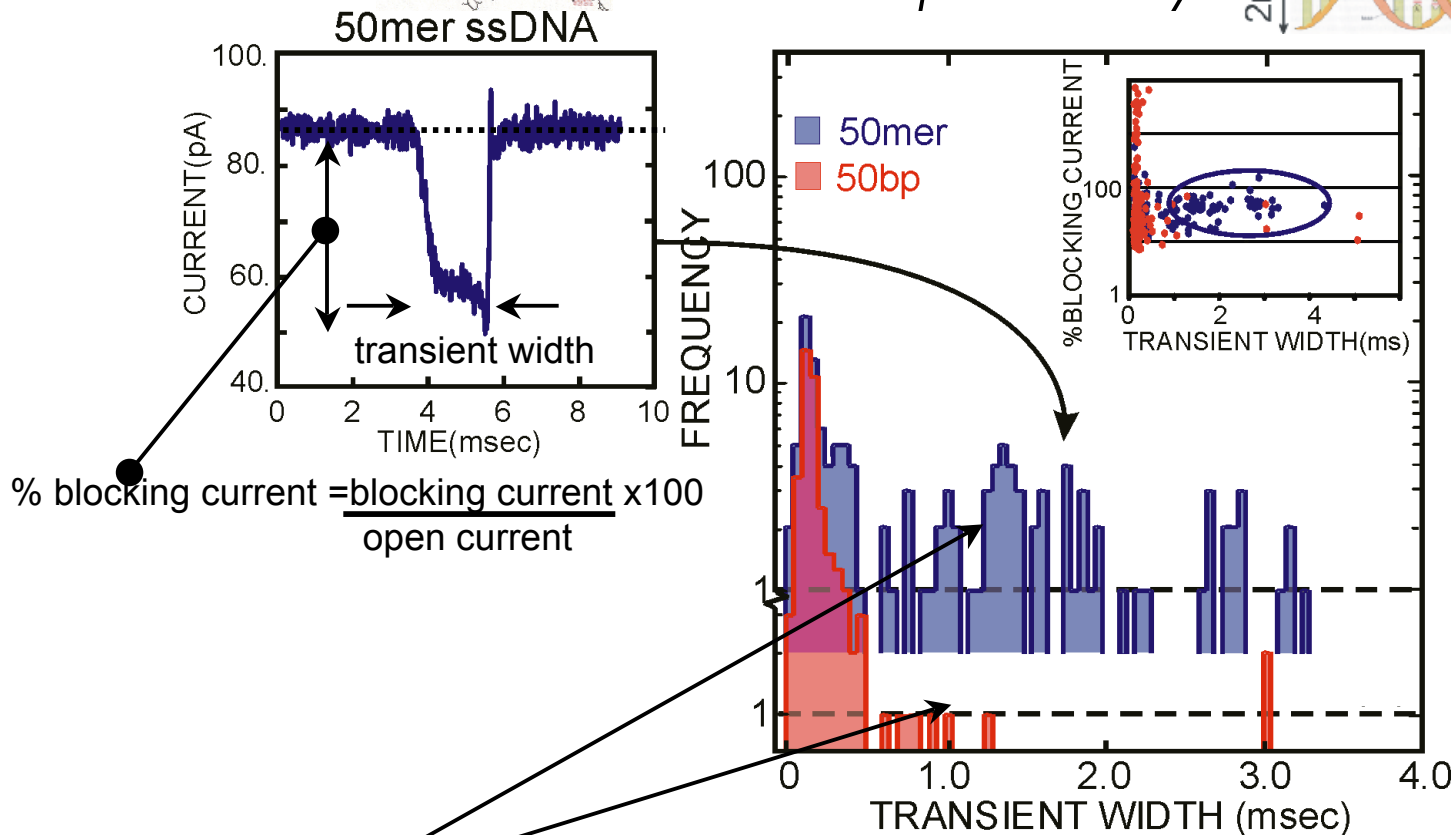 50mer ssDNA
100.
80.
60.
40.
CURRENT(pA)
0 2 4 6 8 10
TIME(msec)
transient width
% blocking current =blocking current x100
open current
50mer
50bp
100
10
1
1
FREQUENCY
0 1.0 2.0 3.0 4.0
TRANSIENT WIDTH (msec)
%BLOCKING CURRENT
100
1
0 2 4
TRANSIENT WIDTH(ms)